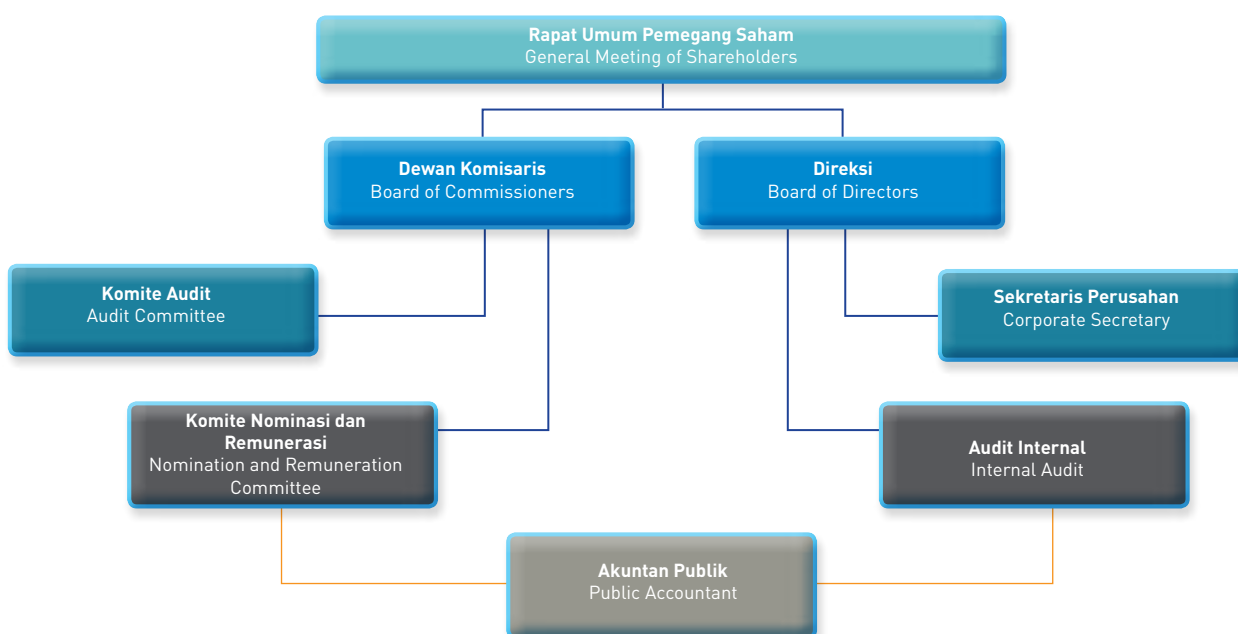 Rapat Umum Pemegang Saham
General Meeting of Shareholders
Dewan Komisaris
Board of Commissioners
Direksi
Board of Directors
Komite Audit
Audit Committee
Sekretaris Perusahan
Corporate Secretary
Komite Nominasi dan
Remunerasi
Nomination and Remuneration
Committee
Audit Internal
Internal Audit
Akuntan Publik
Public Accountant